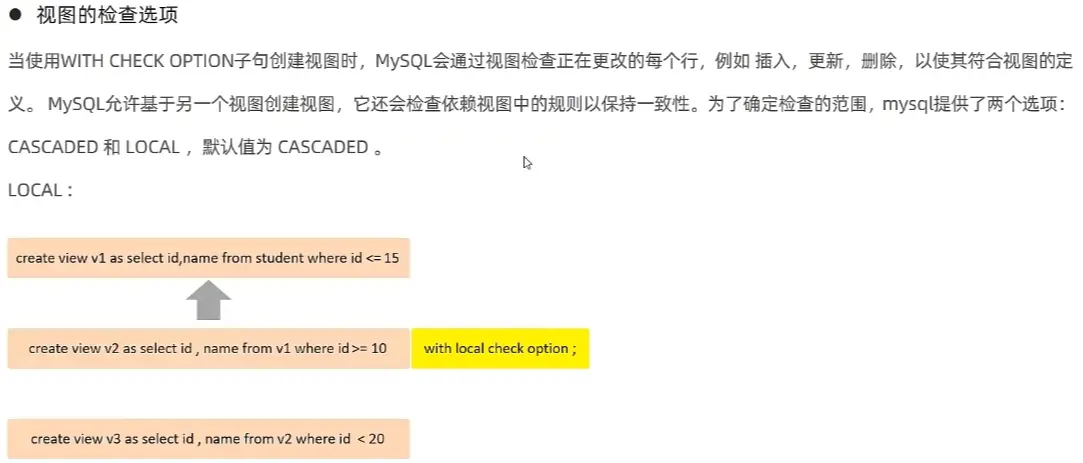 ● 视图的检查选项
当使用WITH CHECK OPTION子句创建视图时，MySQL会通过视图检查正在更改的每个行，例如 插入，更新，删除，以使其符合视图的定
义。 MySQL允许基于另一个视图创建视图，它还会检查依赖视图中的规则以保持一致性。为了确定检查的范围，mysql提供了两个选项：
CASCADED 和 LOCAL ，默认值为 CASCADED 。
LOCAL：
create view v1 as select id,name from student where id <= 15
create view v2 as select id , name from v1 where id>= 10 with local check option ;
create view v3 as select id , name from v2 where id < 20